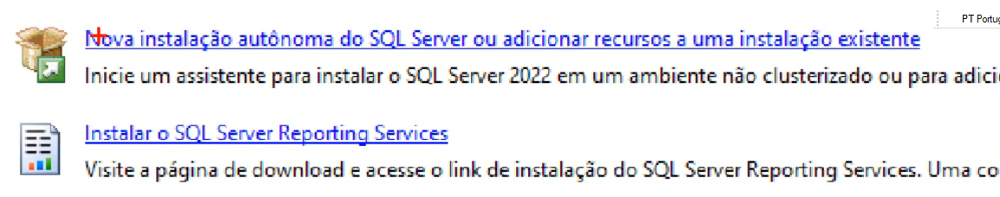 PT Portug
Nova instalação autônoma do SQL Server ou adicionar recursos a uma instalação existente
Inicie um assistente para instalar o SQL Server 2022 em um ambiente não clusterizado ou para adici
Instalar o SQL Server Reporting Services
Visite a página de download e acesse o link de instalação do SQL Server Reporting Services. Uma co